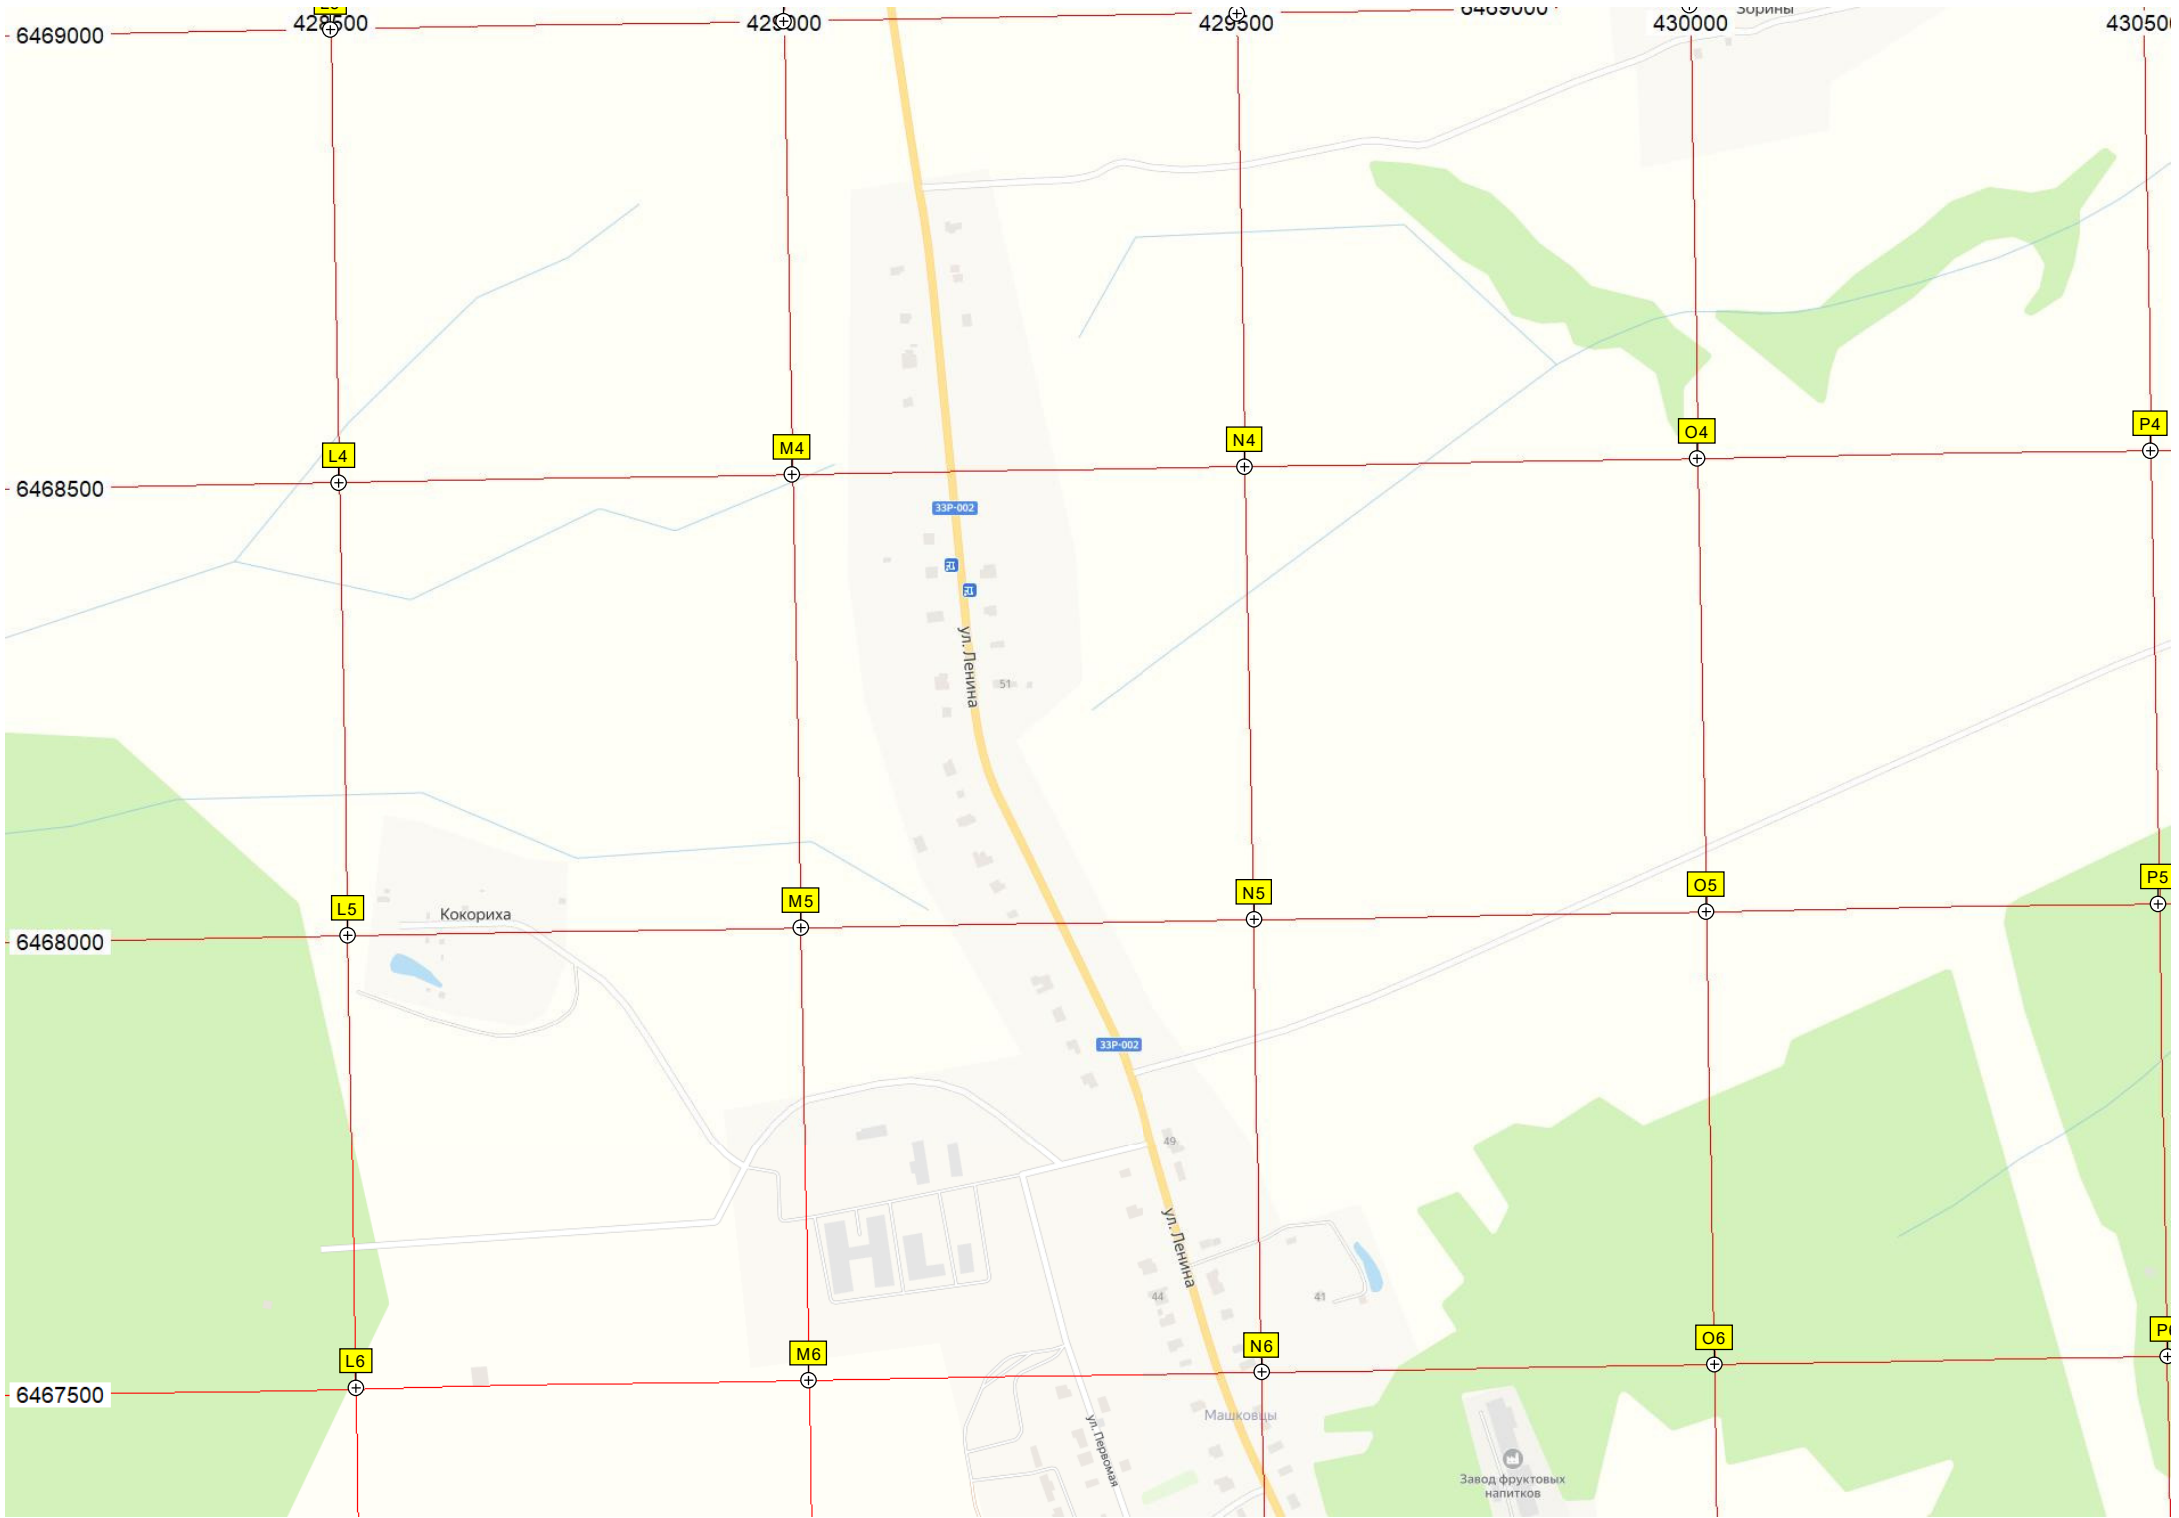 428500
429000
429500
6469000
430000
Зорины
6469000
P4
O4
N4
M4
L4
6468500
33Р-002
ул. Ленина
51
P5
O5
N5
M5
L5
Кокориха
6468000
33Р-002
49
ул. Ленина
44
41
O6
N6
M6
L6
6467500
Машковцы
ул. Первомая
Завод фруктовых
напитков